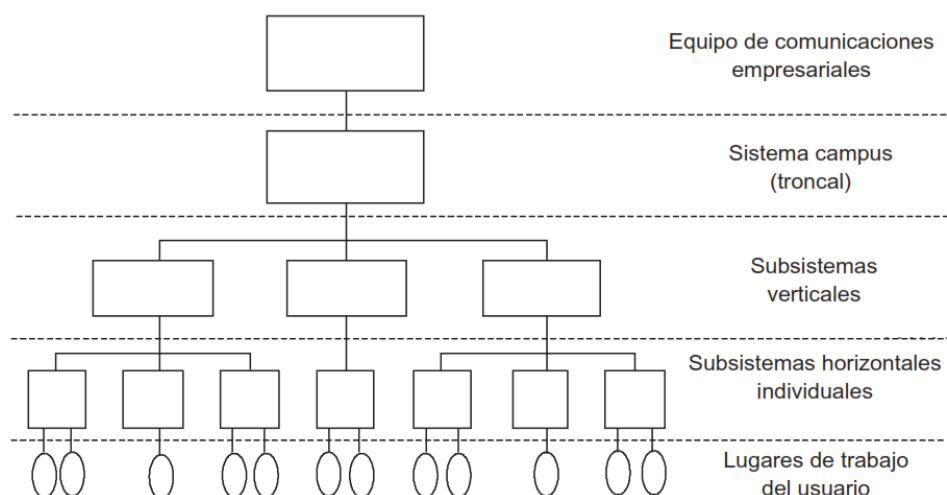 Equipo de comunicaciones
empresariales
Sistema campus
(troncal)
Subsistemas
verticales
Subsistemas horizontales
individuales
Lugares de trabajo
del usuario